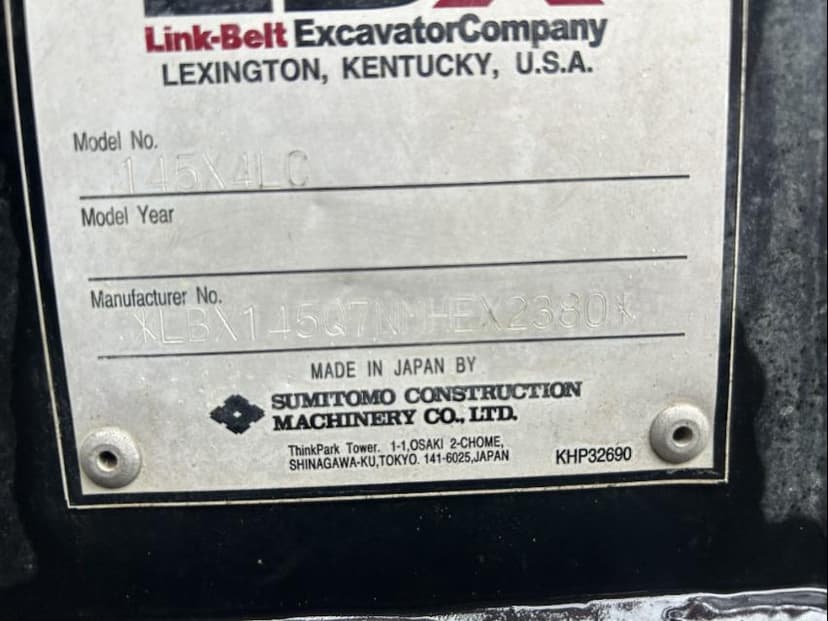 Link-Belt ExcavatorCompany
LEXINGTON, KENTUCKY, U.S.A.
Model No.
145X4LC
Model Year
Manufacturer No.
*LBX145Q7NMHEX2380*
MADE IN JAPAN BY
SUMITOMO CONSTRUCTION
MACHINERY CO., LTD.
ThinkPark Tower. 1-1,OSAKI 2-CHOME,
SHINAGAWA-KU,TOKYO. 141-6025,JAPAN
KHP32690